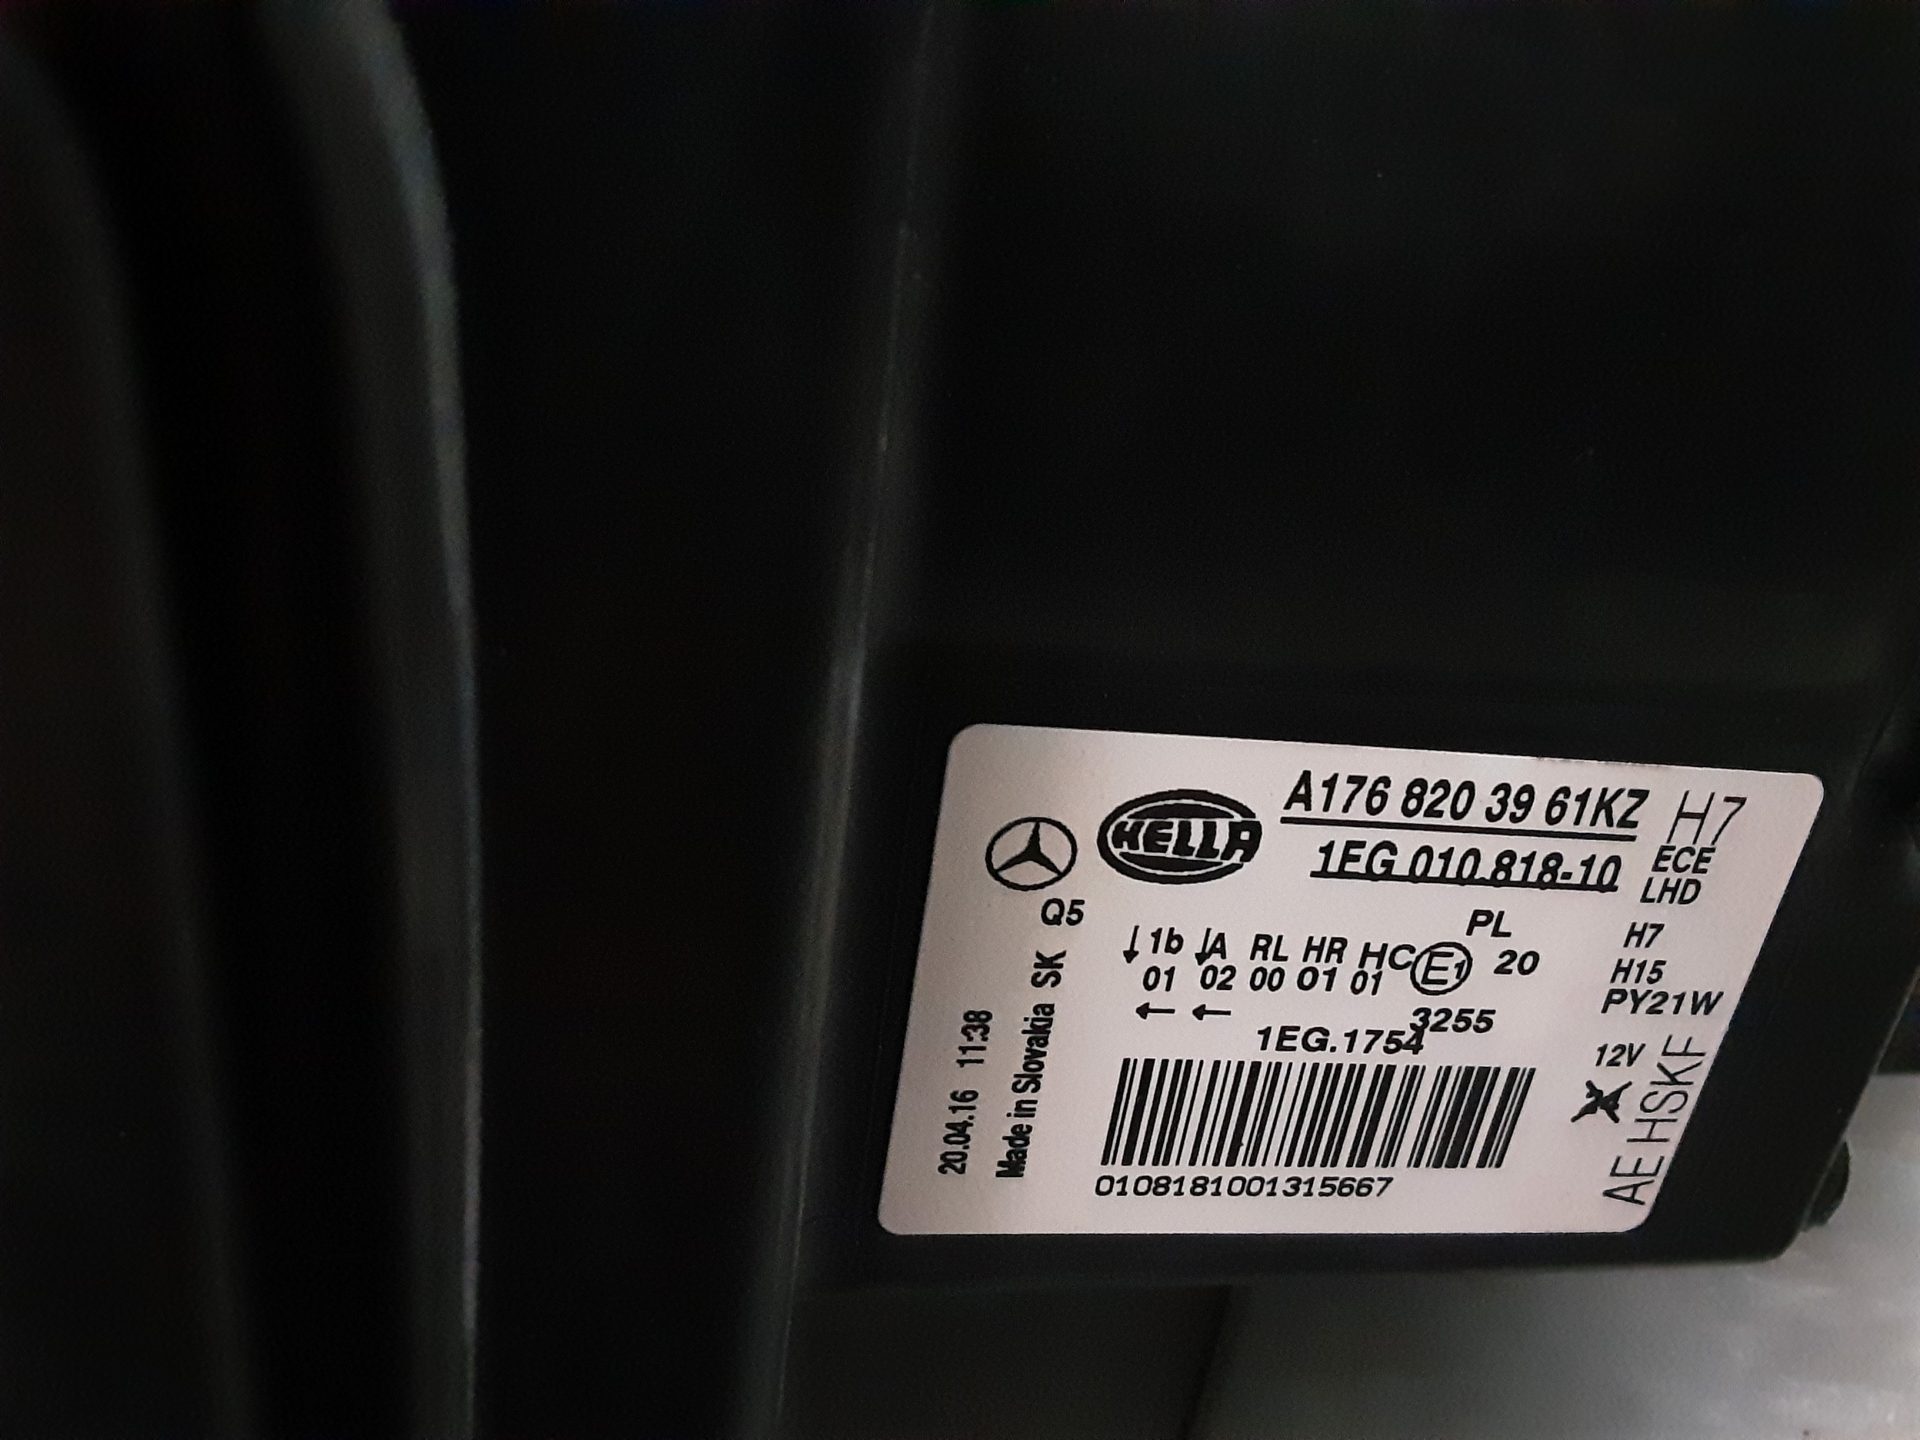 HELLA
A176 820 39 61KZ
1EG 010 818-10
H7
ECE
LHD
Q5
PL
1b A RL HR HC E1 20
01 02 00 01 01
3255
1EG.1754
H7
H15
PY21W
12V
AE HSKF
20.04.16 11:38
Made in Slovakia SK
0108181001315667